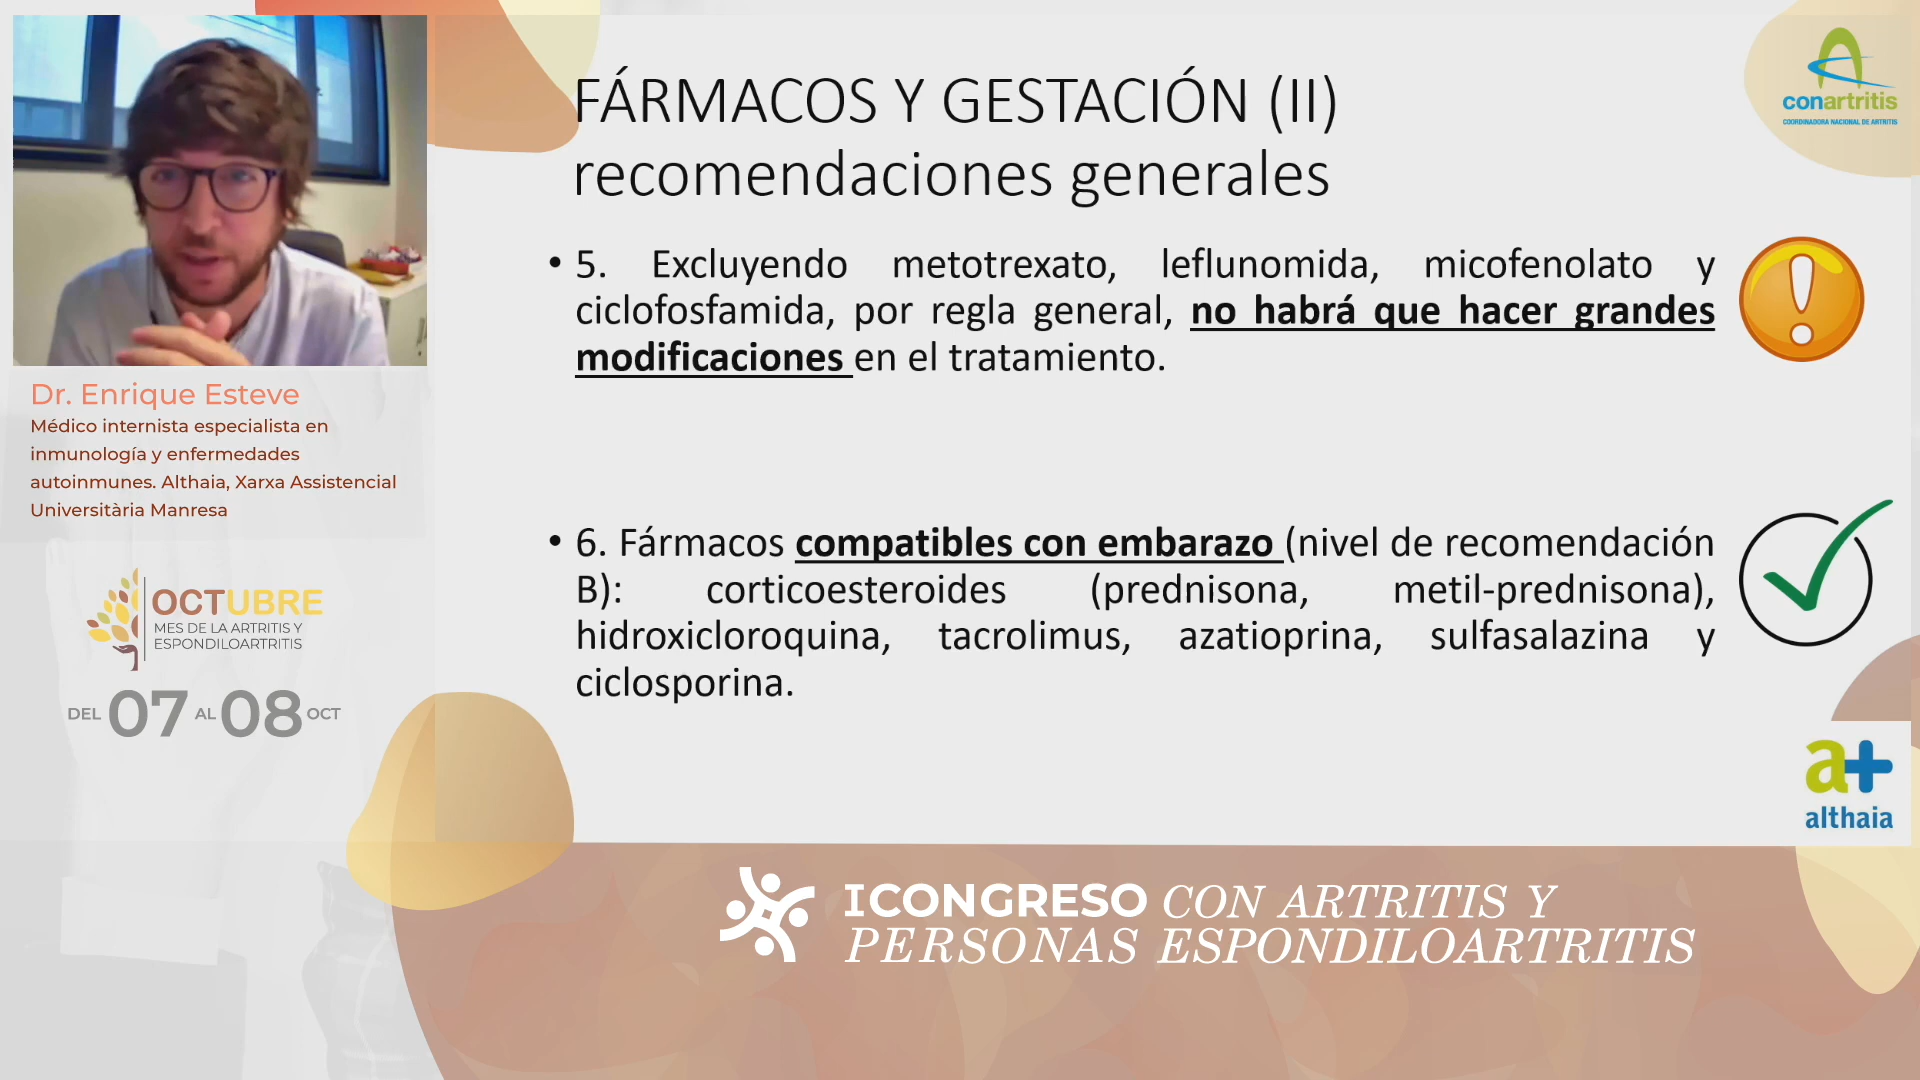 FÁRMACOS Y GESTACIÓN (II)
recomendaciones generales
• 5. Excluyendo metotrexato, leflunomida, micofenolato y
ciclofosfamida, por regla general, no habrá que hacer grandes
modificaciones en el tratamiento.
• 6. Fármacos compatibles con embarazo (nivel de recomendación
B): corticoesteroides (prednisona, metil-prednisona),
hidroxicloroquina, tacrolimus, azatioprina, sulfasalazina y
ciclosporina.
conartritis
COORDINADORA NACIONAL DE ARTRITIS
Dr. Enrique Esteve
Médico internista especialista en
inmunología y enfermedades
autoinmunes. Althaia, Xarxa Assistencial
Universitària Manresa
OCTUBRE
MES DE LA ARTRITIS Y
ESPONDILOARTRITIS
DEL 07 AL 08 OCT
a+
althaia
I CONGRESO CON ARTRITIS Y
PERSONAS ESPONDILOARTRITIS